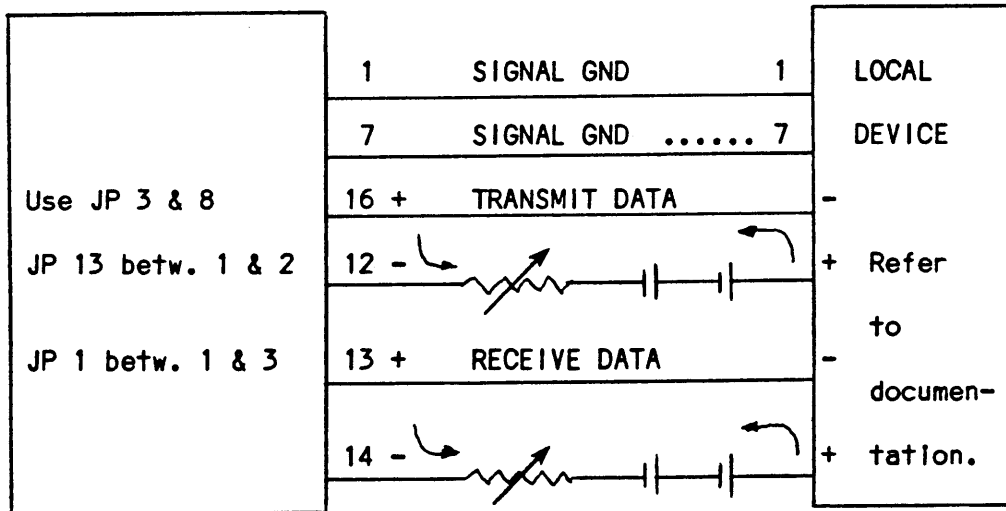 1 SIGNAL GND 1 LOCAL
7 SIGNAL GND ...... 7 DEVICE
Use JP 3 & 8 16 + TRANSMIT DATA -
JP 13 betw. 1 & 2 12 - + Refer
to
JP 1 betw. 1 & 3 13 + RECEIVE DATA -
documen-
14 - + tation.